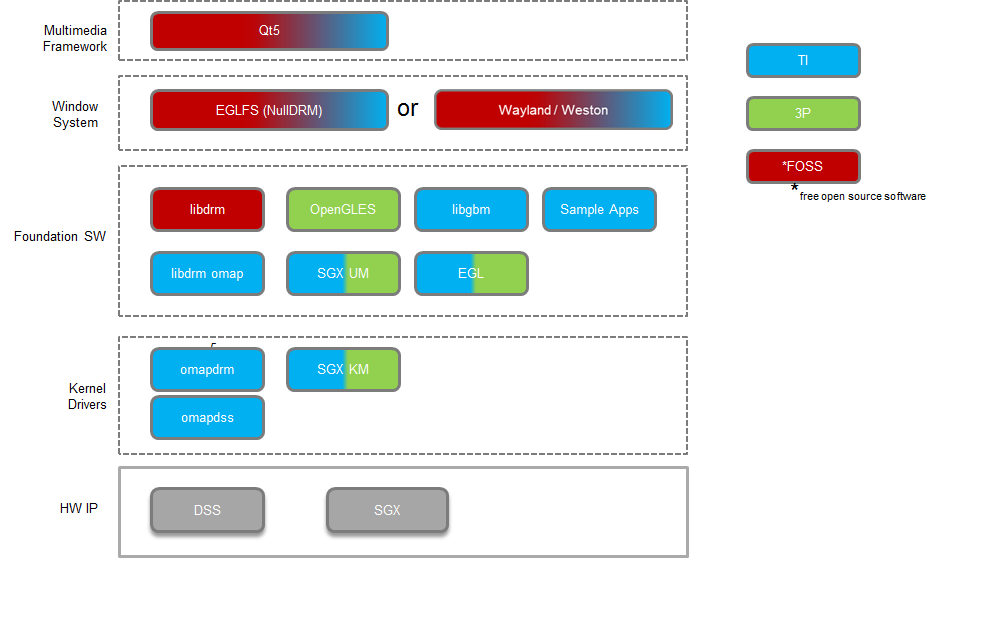 Multimedia
Framework
Qt5
Window
System
EGLFS (NullDRM)
or
Wayland / Weston
Foundation SW
libdrm
OpenGLES
libgbm
Sample Apps
libdrm omap
SGX UM
EGL
Kernel
Drivers
omapdrm
SGX KM
omapdss
HW IP
DSS
SGX
TI
3P
*FOSS
*free open source software